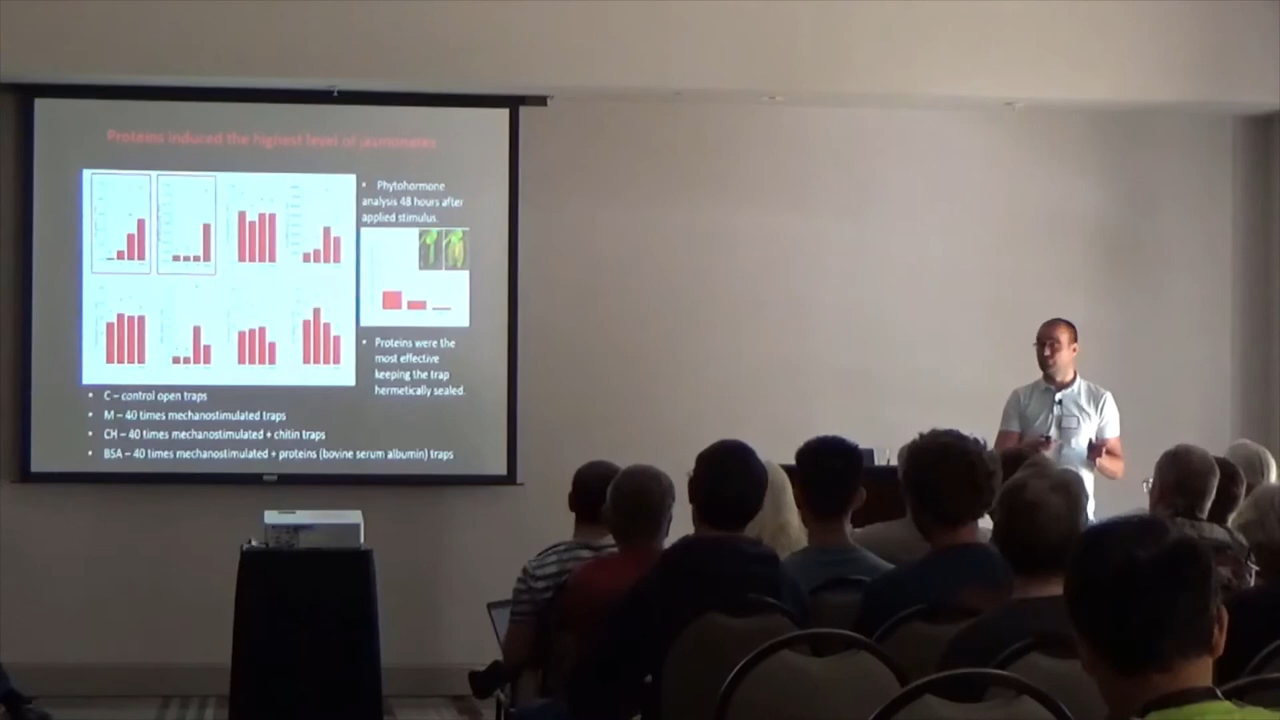 Proteins induced the highest level of jasmonates
• Phytohormone
analysis 48 hours after
applied stimulus.
• Proteins were the
most effective
keeping the trap
hermetically sealed.
• C – control open traps
• M – 40 times mechanostimulated traps
• CH – 40 times mechanostimulated + chitin traps
• BSA – 40 times mechanostimulated + proteins (bovine serum albumin) traps